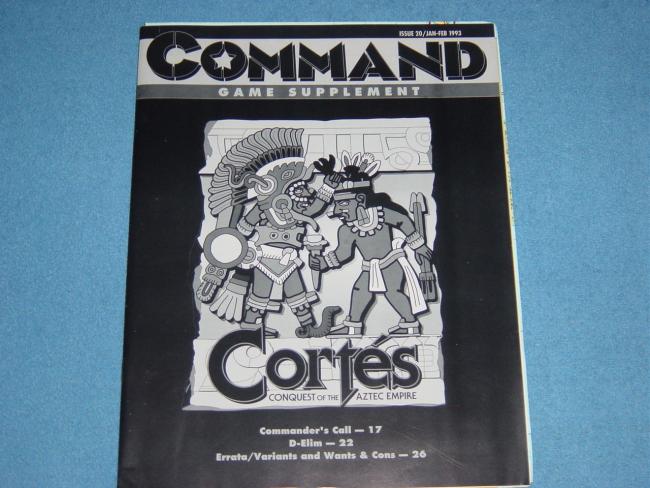 ISSUE 20/JAN-FEB 1993
COMMAND
GAME SUPPLEMENT
Cortés
CONQUEST OF THE AZTEC EMPIRE
Commander's Call — 17
D-Elim — 22
Errata/Variants and Wants & Cons — 26